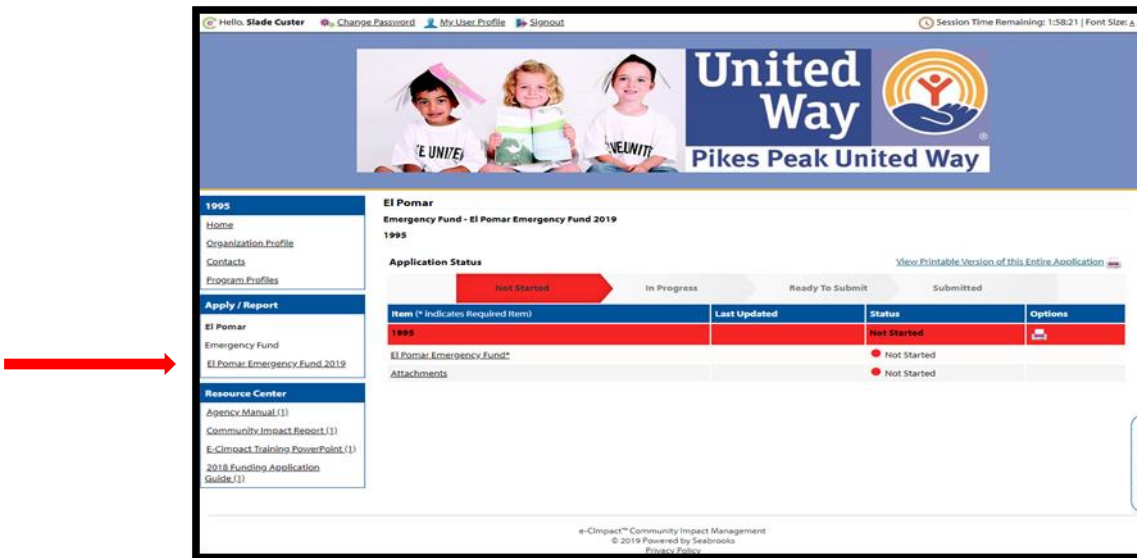 Hello, Slade Custer Change Password My User Profile Signout Session Time Remaining: 1:58:21 | Font Size: A
United
Way
Pikes Peak United Way
1995
Home
Organization Profile
Contacts
Program Profiles
Apply / Report
El Pomar
Emergency Fund
El Pomar Emergency Fund 2019
Resource Center
Agency Manual (1)
Community Impact Report (1)
E-CImpact Training PowerPoint (1)
2018 Funding Application
Guide (1)
El Pomar
Emergency Fund - El Pomar Emergency Fund 2019
1995
Application Status View Printable Version of this Entire Application
Not Started In Progress Ready To Submit Submitted
Item (* indicates Required Item) Last Updated Status Options
1995 Not Started
El Pomar Emergency Fund* Not Started
Attachments Not Started
e-CImpact™ Community Impact Management
© 2019 Powered by Seabrooks
Privacy Policy